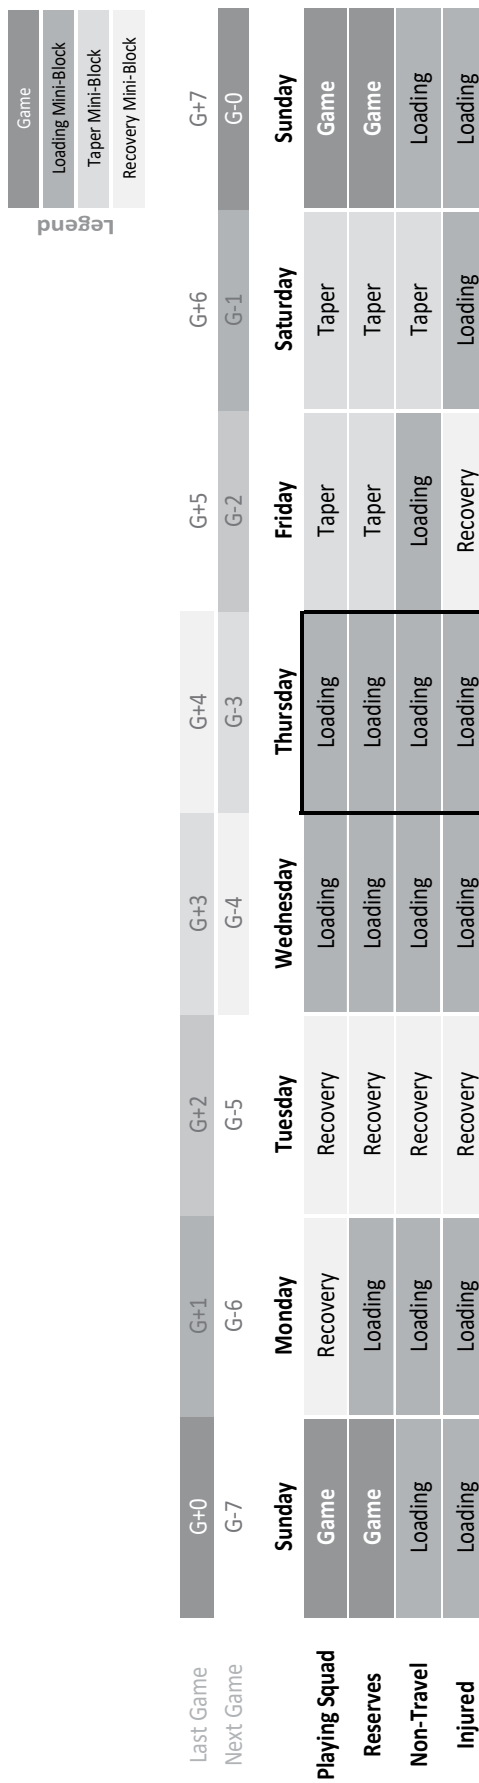 Legend
Game
Loading Mini-Block
Taper Mini-Block
Recovery Mini-Block
Last Game G+0 G+1 G+2 G+3 G+4 G+5 G+6 G+7
Next Game G-7 G-6 G-5 G-4 G-3 G-2 G-1 G-0
Sunday Monday Tuesday Wednesday Thursday Friday Saturday Sunday
Playing Squad Game Recovery Recovery Loading Loading Taper Taper Game
Reserves Game Loading Recovery Loading Loading Taper Taper Game
Non-Travel Loading Loading Recovery Loading Loading Loading Taper Loading
Injured Loading Loading Recovery Loading Loading Recovery Loading Loading